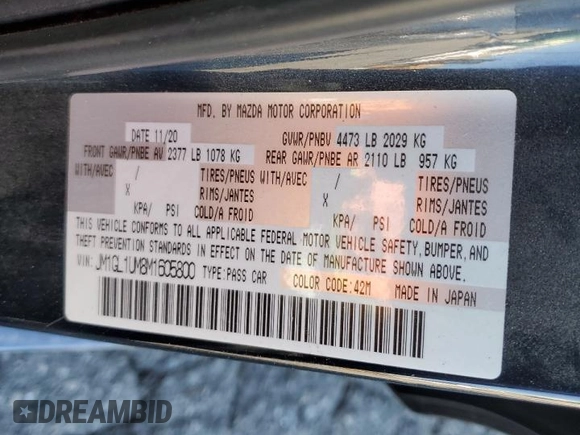 MFD. BY MAZDA MOTOR CORPORATION
DATE 11/20 GVWR/PNBV 4473 LB 2029 KG
FRONT GAWR/PNBE AV 2377 LB 1078 KG REAR GAWR/PNBE AR 2110 LB 957 KG
WITH/AVEC / TIRES/PNEUS WITH/AVEC / TIRES/PNEUS
X RIMS/JANTES X RIMS/JANTES
KPA/ PSI COLD/A FROID KPA/ PSI COLD/A FROID
THIS VEHICLE CONFORMS TO ALL APPLICABLE FEDERAL MOTOR VEHICLE SAFETY, BUMPER, AND
THEFT PREVENTION STANDARDS IN EFFECT ON THE DATE OF MANUFACTURE SHOWN ABOVE.
VIN: JM1GL1UM8M1505800 TYPE: PASS CAR COLOR CODE: 42M MADE IN JAPAN
DREAMBID